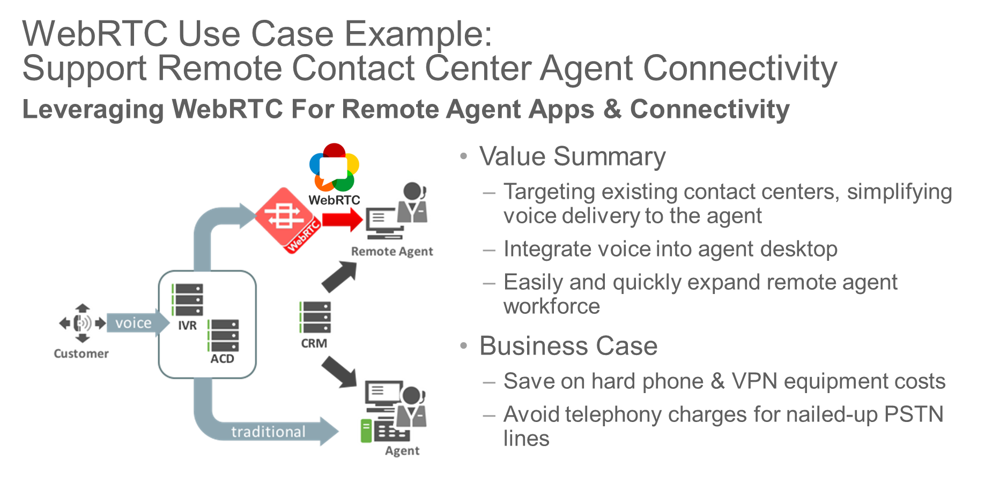 WebRTC Use Case Example:
Support Remote Contact Center Agent Connectivity
Leveraging WebRTC For Remote Agent Apps & Connectivity
WebRTC
WebRTC
Remote Agent
voice
IVR
ACD
Customer
CRM
traditional
Agent
• Value Summary
– Targeting existing contact centers, simplifying
voice delivery to the agent
– Integrate voice into agent desktop
– Easily and quickly expand remote agent
workforce
• Business Case
– Save on hard phone & VPN equipment costs
– Avoid telephony charges for nailed-up PSTN
lines